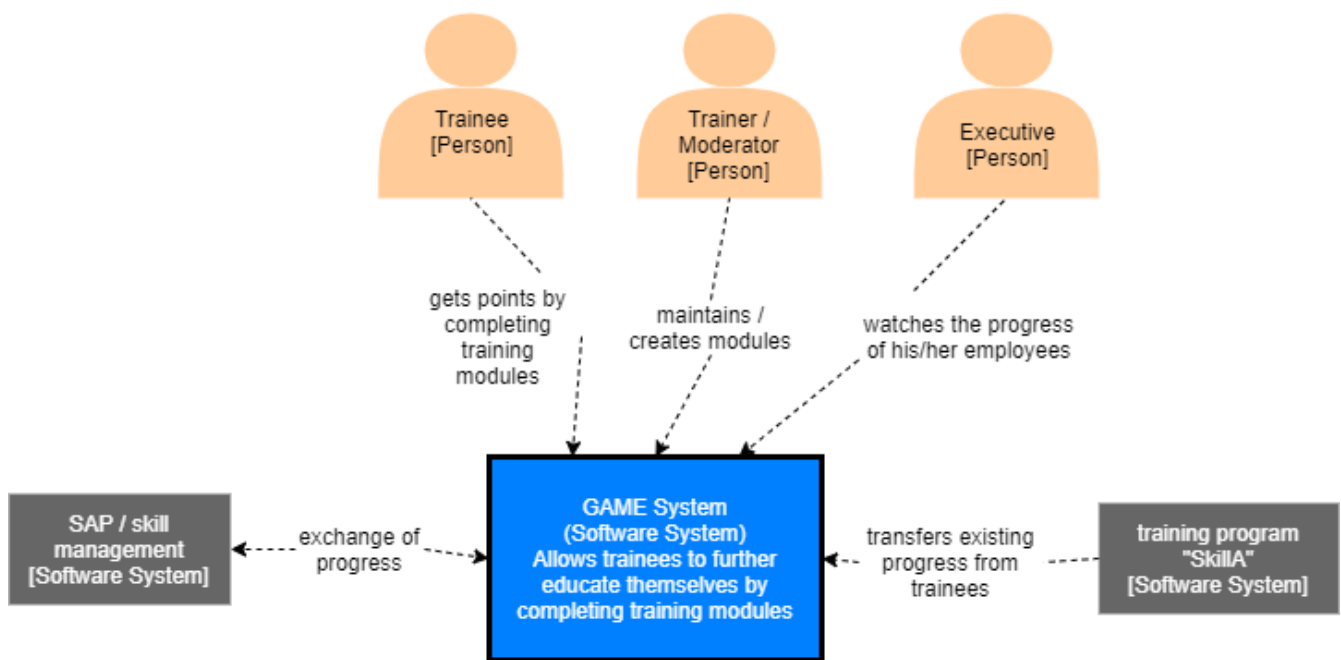 Trainee
[Person]
Trainer /
Moderator
[Person]
Executive
[Person]
gets points by
completing
training
modules
maintains /
creates modules
watches the progress
of his/her employees
SAP / skill
management
[Software System]
exchange of
progress
GAME System
(Software System)
Allows trainees to further
educate themselves by
completing training modules
transfers existing
progress from
trainees
training program
"SkillA"
[Software System]